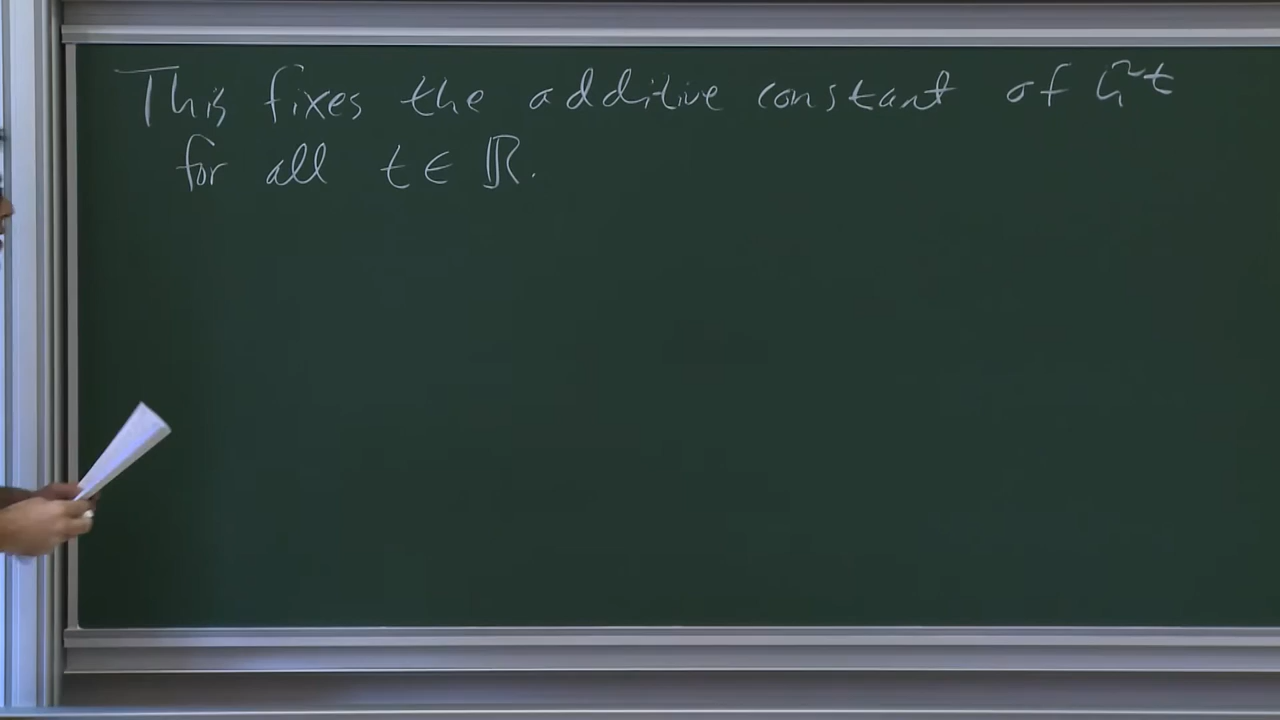 This fixes the additive constant of G̃ᵗ
for all t ∈ ℝ.